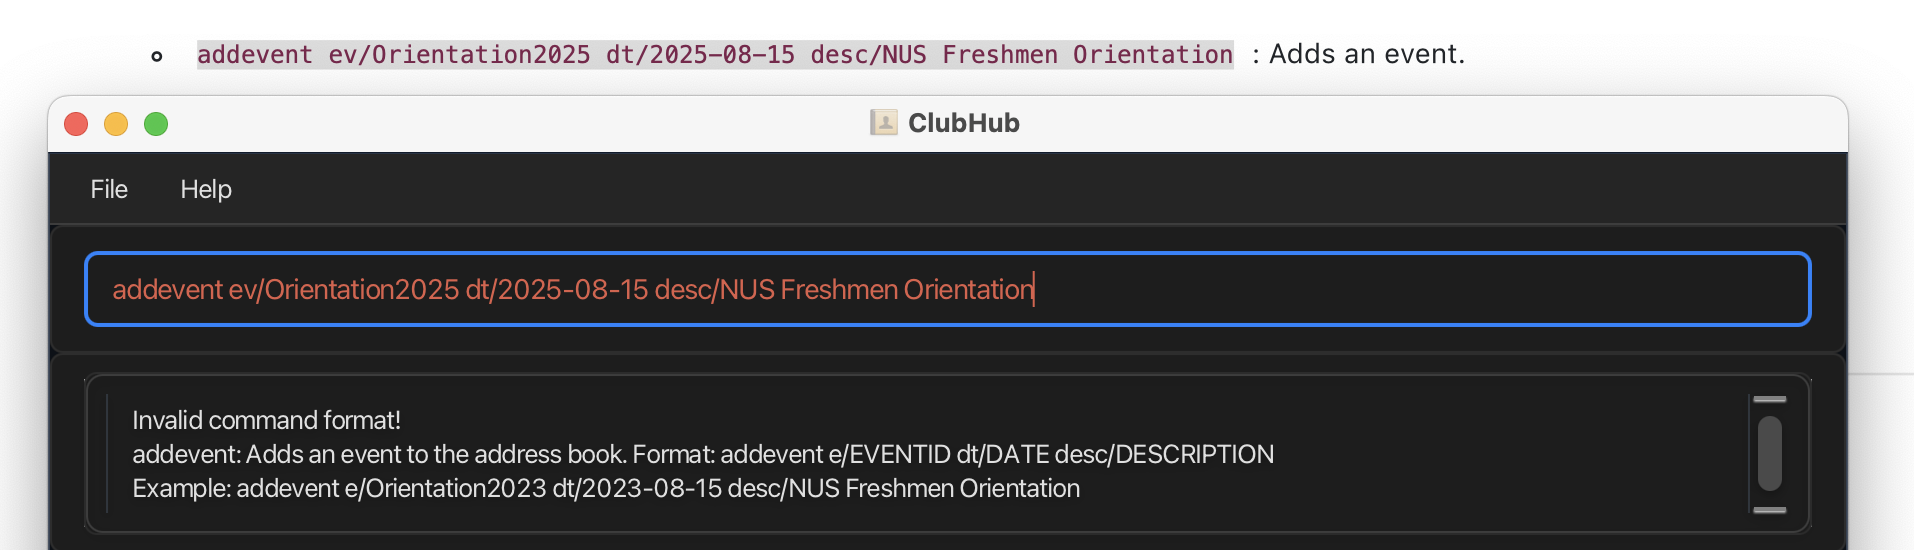 addevent ev/Orientation2025 dt/2025-08-15 desc/NUS Freshmen Orientation : Adds an event.
ClubHub
File Help
addevent ev/Orientation2025 dt/2025-08-15 desc/NUS Freshmen Orientation
Invalid command format!
addevent: Adds an event to the address book. Format: addevent e/EVENTID dt/DATE desc/DESCRIPTION
Example: addevent e/Orientation2023 dt/2023-08-15 desc/NUS Freshmen Orientation